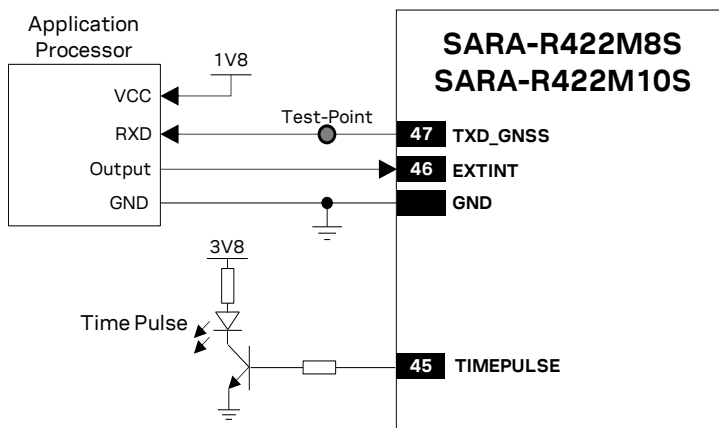 Application
Processor
SARA-R422M8S
SARA-R422M10S
1V8
VCC
Test-Point
RXD
47 TXD_GNSS
Output
46 EXTINT
GND
GND
3V8
Time Pulse
45 TIMEPULSE